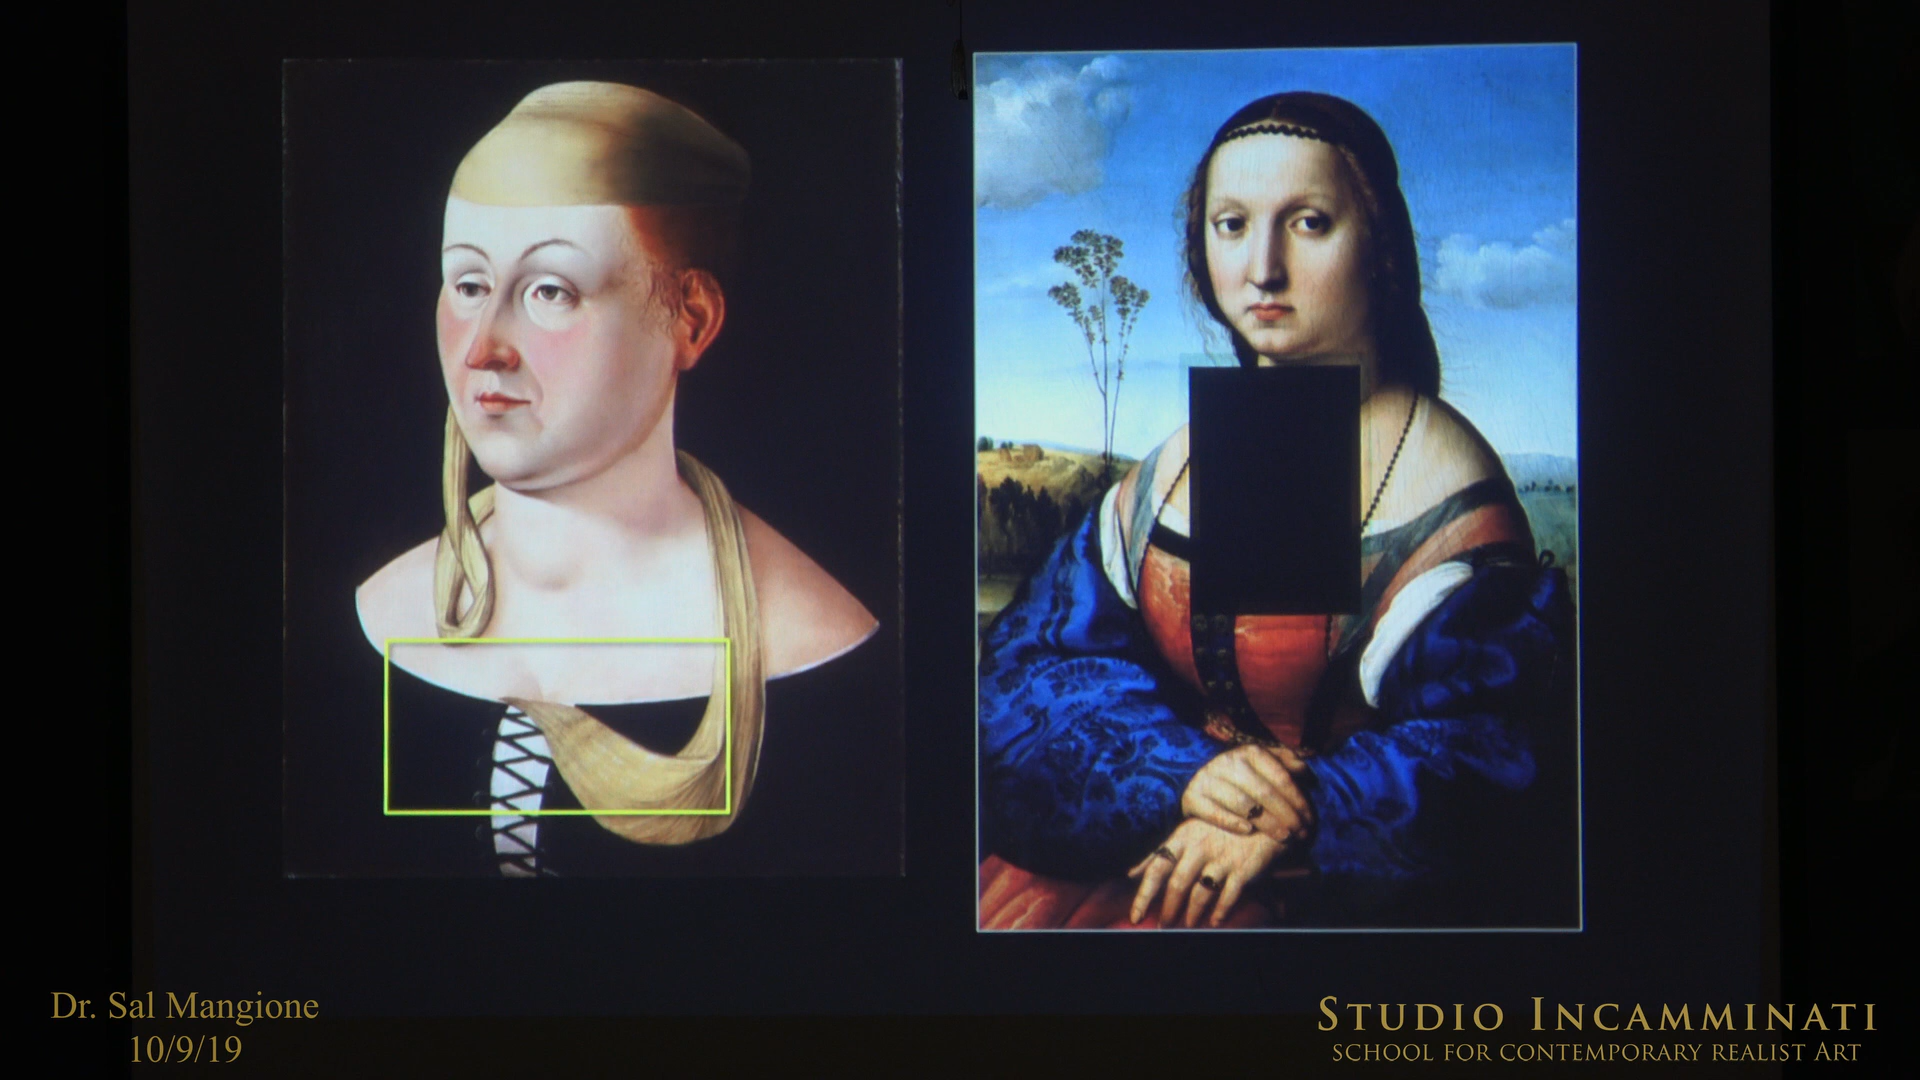 Dr. Sal Mangione
10/9/19
STUDIO INCAMMINATI
SCHOOL FOR CONTEMPORARY REALIST ART